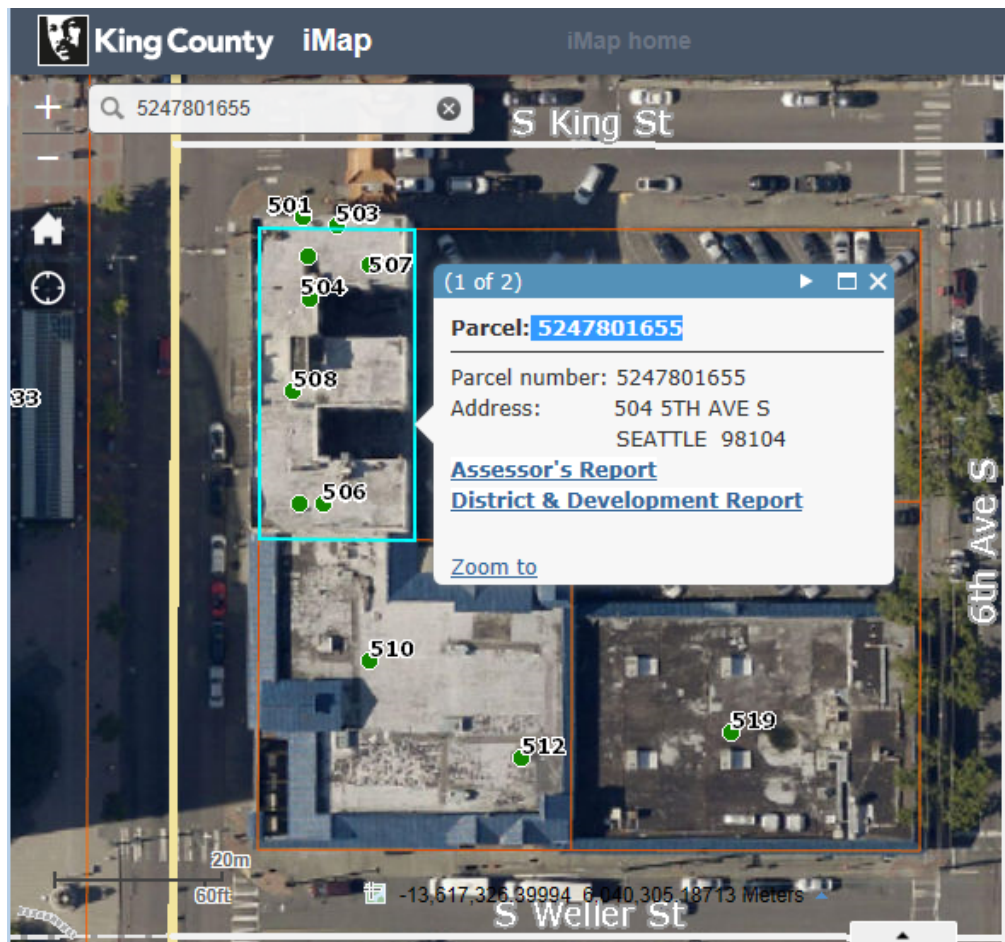 King County iMap iMap home
5247801655
S King St
501 503
507
504
508
506
(1 of 2)
Parcel: 5247801655
Parcel number: 5247801655
Address: 504 5TH AVE S
SEATTLE 98104
Assessor's Report
District & Development Report
Zoom to
33
6th Ave S
510
512
519
20m
60ft
-13,617,326.39994 6,040,305.18713 Meters
S Weller St